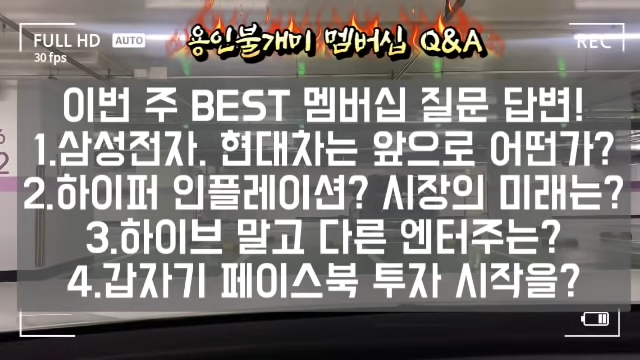 FULL HD AUTO
30 fps
용인불개미 멤버십 Q&A
REC
이번 주 BEST 멤버십 질문 답변!
1.삼성전자. 현대차는 앞으로 어떤가?
2.하이퍼 인플레이션? 시장의 미래는?
3.하이브 말고 다른 엔터주는?
4.갑자기 페이스북 투자 시작을?